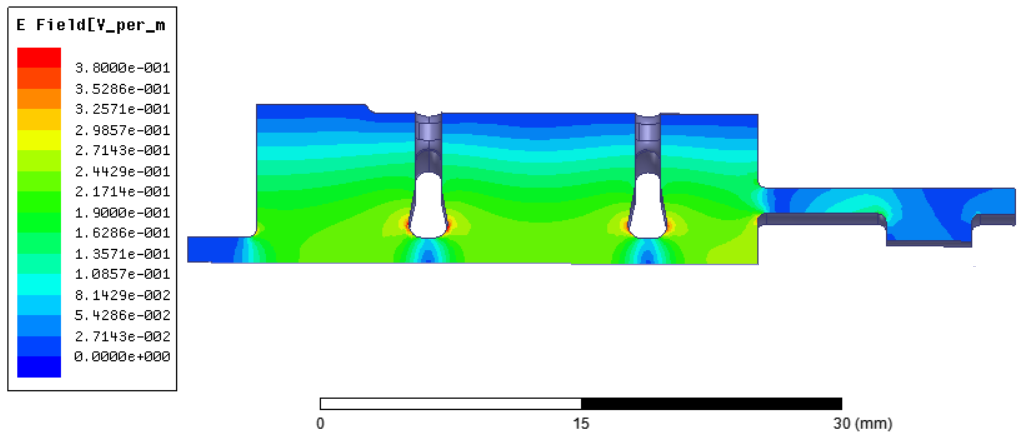 E Field[V_per_m
3.8000e-001
3.5286e-001
3.2571e-001
2.9857e-001
2.7143e-001
2.4429e-001
2.1714e-001
1.9000e-001
1.6286e-001
1.3571e-001
1.0857e-001
8.1429e-002
5.4286e-002
2.7143e-002
0.0000e+000
0 15 30 (mm)